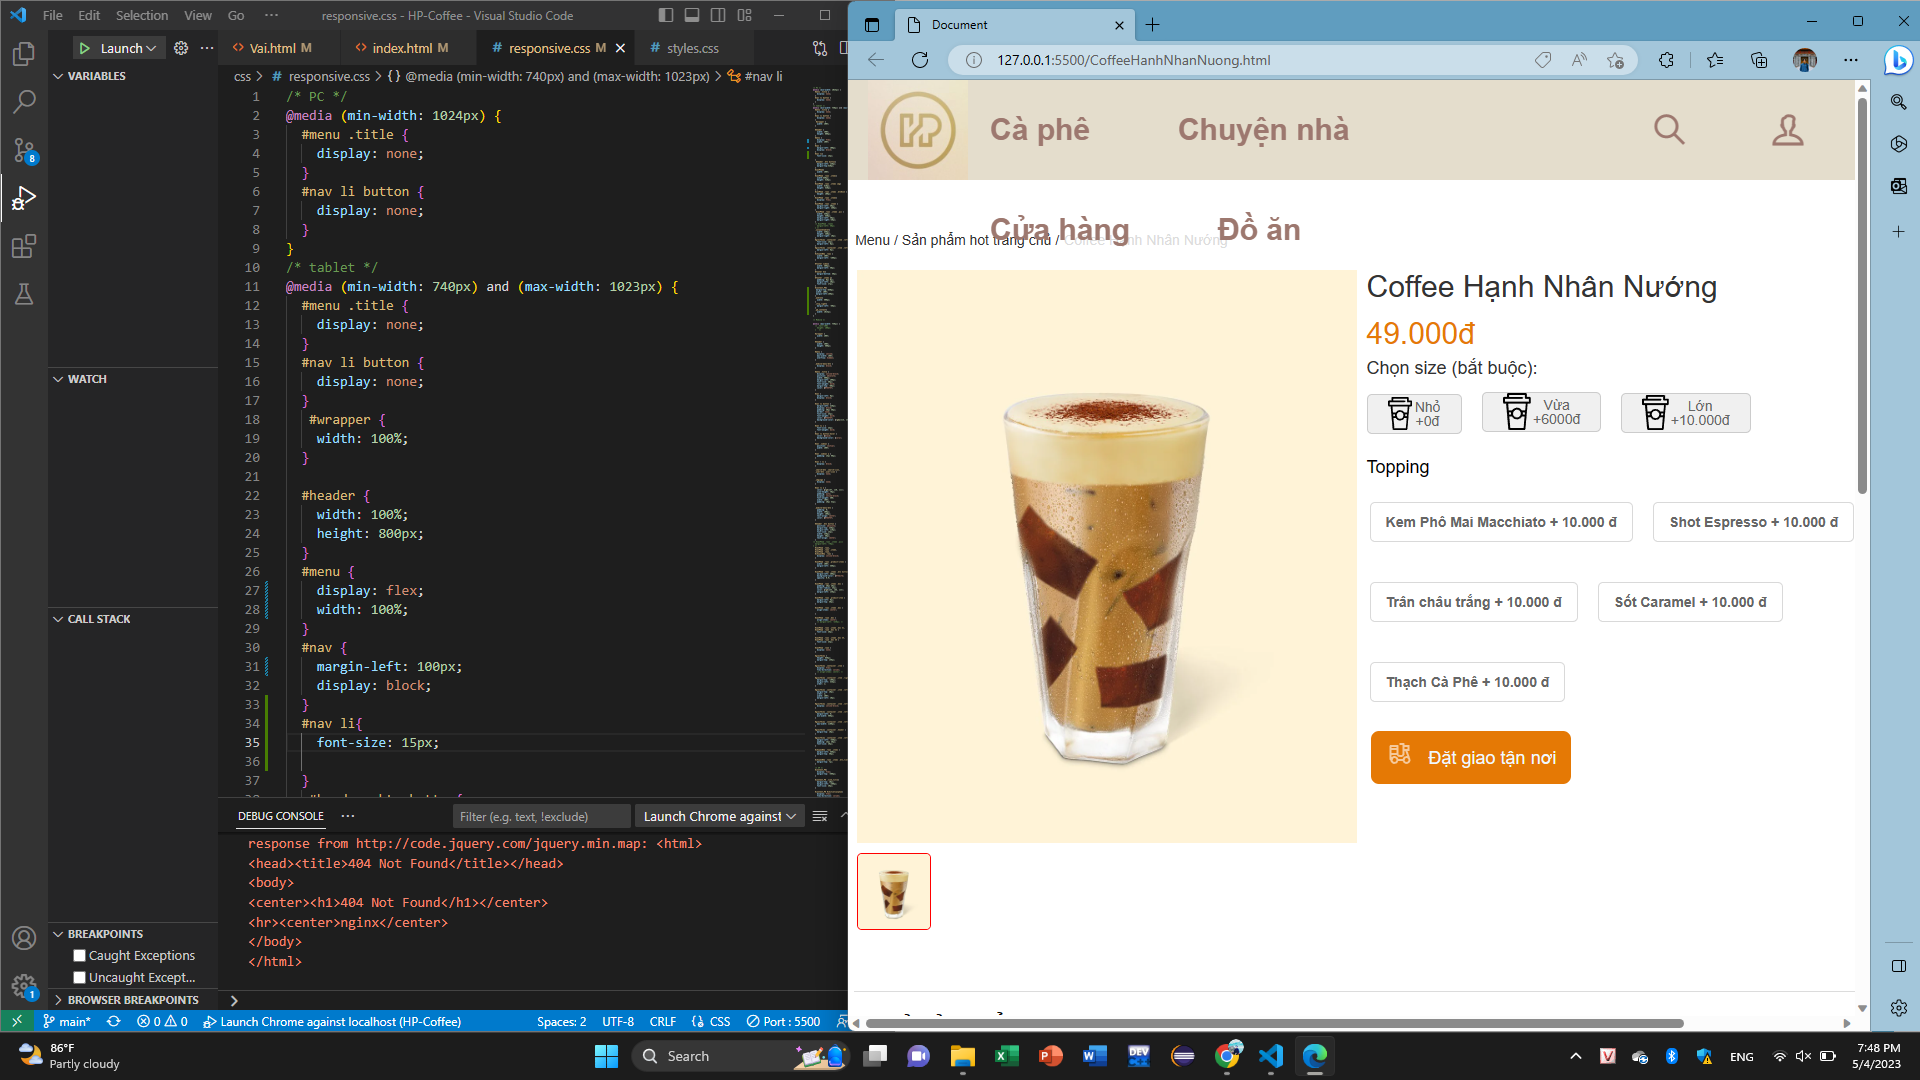 File Edit Selection View Go ··· responsive.css - HP-Coffee - Visual Studio Code
Launch
Vai.html M
index.html M
responsive.css M
styles.css
css > responsive.css > {} @media (min-width: 740px) and (max-width: 1023px) > #nav li
VARIABLES
WATCH
CALL STACK
BREAKPOINTS
Caught Exceptions
Uncaught Except...
BROWSER BREAKPOINTS
1 /* PC */
2 @media (min-width: 1024px) {
3 #menu .title {
4 display: none;
5 }
6 #nav li button {
7 display: none;
8 }
9 }
10 /* tablet */
11 @media (min-width: 740px) and (max-width: 1023px) {
12 #menu .title {
13 display: none;
14 }
15 #nav li button {
16 display: none;
17 }
18 #wrapper {
19 width: 100%;
20 }
21
22 #header {
23 width: 100%;
24 height: 800px;
25 }
26 #menu {
27 display: flex;
28 width: 100%;
29 }
30 #nav {
31 margin-left: 100px;
32 display: block;
33 }
34 #nav li{
35 font-size: 15px;
36
37 }
DEBUG CONSOLE ···
Filter (e.g. text, !exclude)
Launch Chrome against
response from http://code.jquery.com/jquery.min.map: <html>
<head><title>404 Not Found</title></head>
<body>
<center><h1>404 Not Found</h1></center>
<hr><center>nginx</center>
</body>
</html>
8
1
main* 0 0 Launch Chrome against localhost (HP-Coffee) Spaces: 2 UTF-8 CRLF {} CSS Port : 5500
Document
127.0.0.1:5500/CoffeeHanhNhanNuong.html
HP
Cà phê
Chuyện nhà
Cửa hàng
Đồ ăn
Menu / Sản phẩm hot trang chủ / Coffee Hạnh Nhân Nướng
Coffee Hạnh Nhân Nướng
49.000đ
Chọn size (bắt buộc):
Nhỏ
+0đ
Vừa
+6000đ
Lớn
+10.000đ
Topping
Kem Phô Mai Macchiato + 10.000 đ
Shot Espresso + 10.000 đ
Trân châu trắng + 10.000 đ
Sốt Caramel + 10.000 đ
Thạch Cà Phê + 10.000 đ
Đặt giao tận nơi
86°F
Partly cloudy
Search
DEV
ENG
7:48 PM
5/4/2023